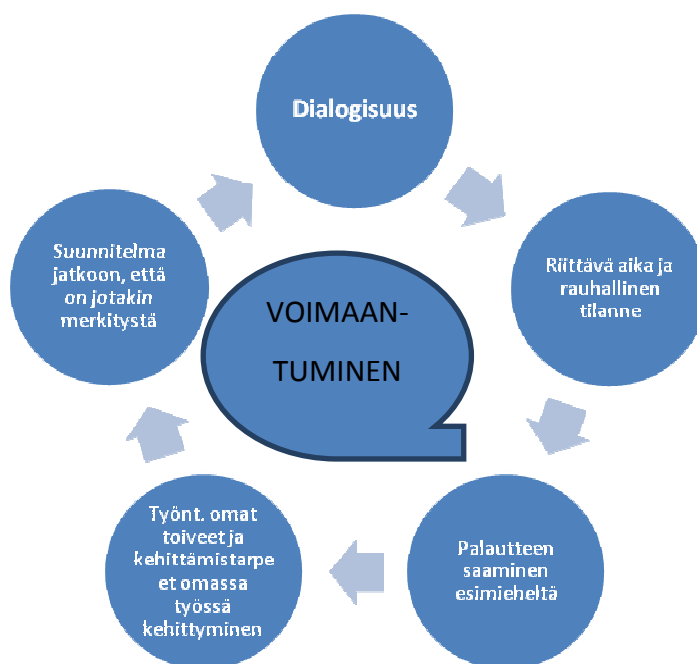 Dialogisuus
Riittävä aika ja
rauhallinen
tilanne
Palautteen
saaminen
esimieheltä
Työnt. omat
toiveet ja
kehittämistarpe
et omassa
työssä
kehittyminen
Suunnitelma
jatkoon, että
on jotakin
merkitystä
VOIMAAN-
TUMINEN